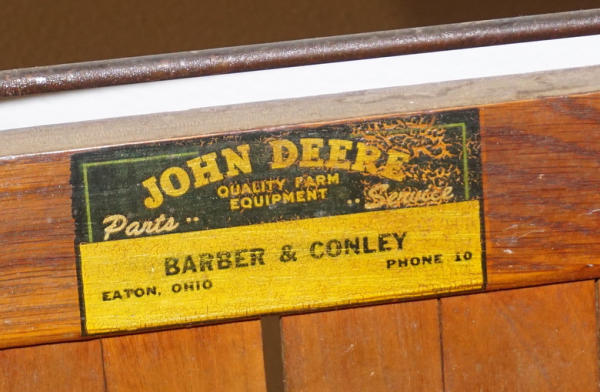 JOHN DEERE
QUALITY FARM
EQUIPMENT
Parts .. .. Service
BARBER & CONLEY
EATON, OHIO PHONE 10